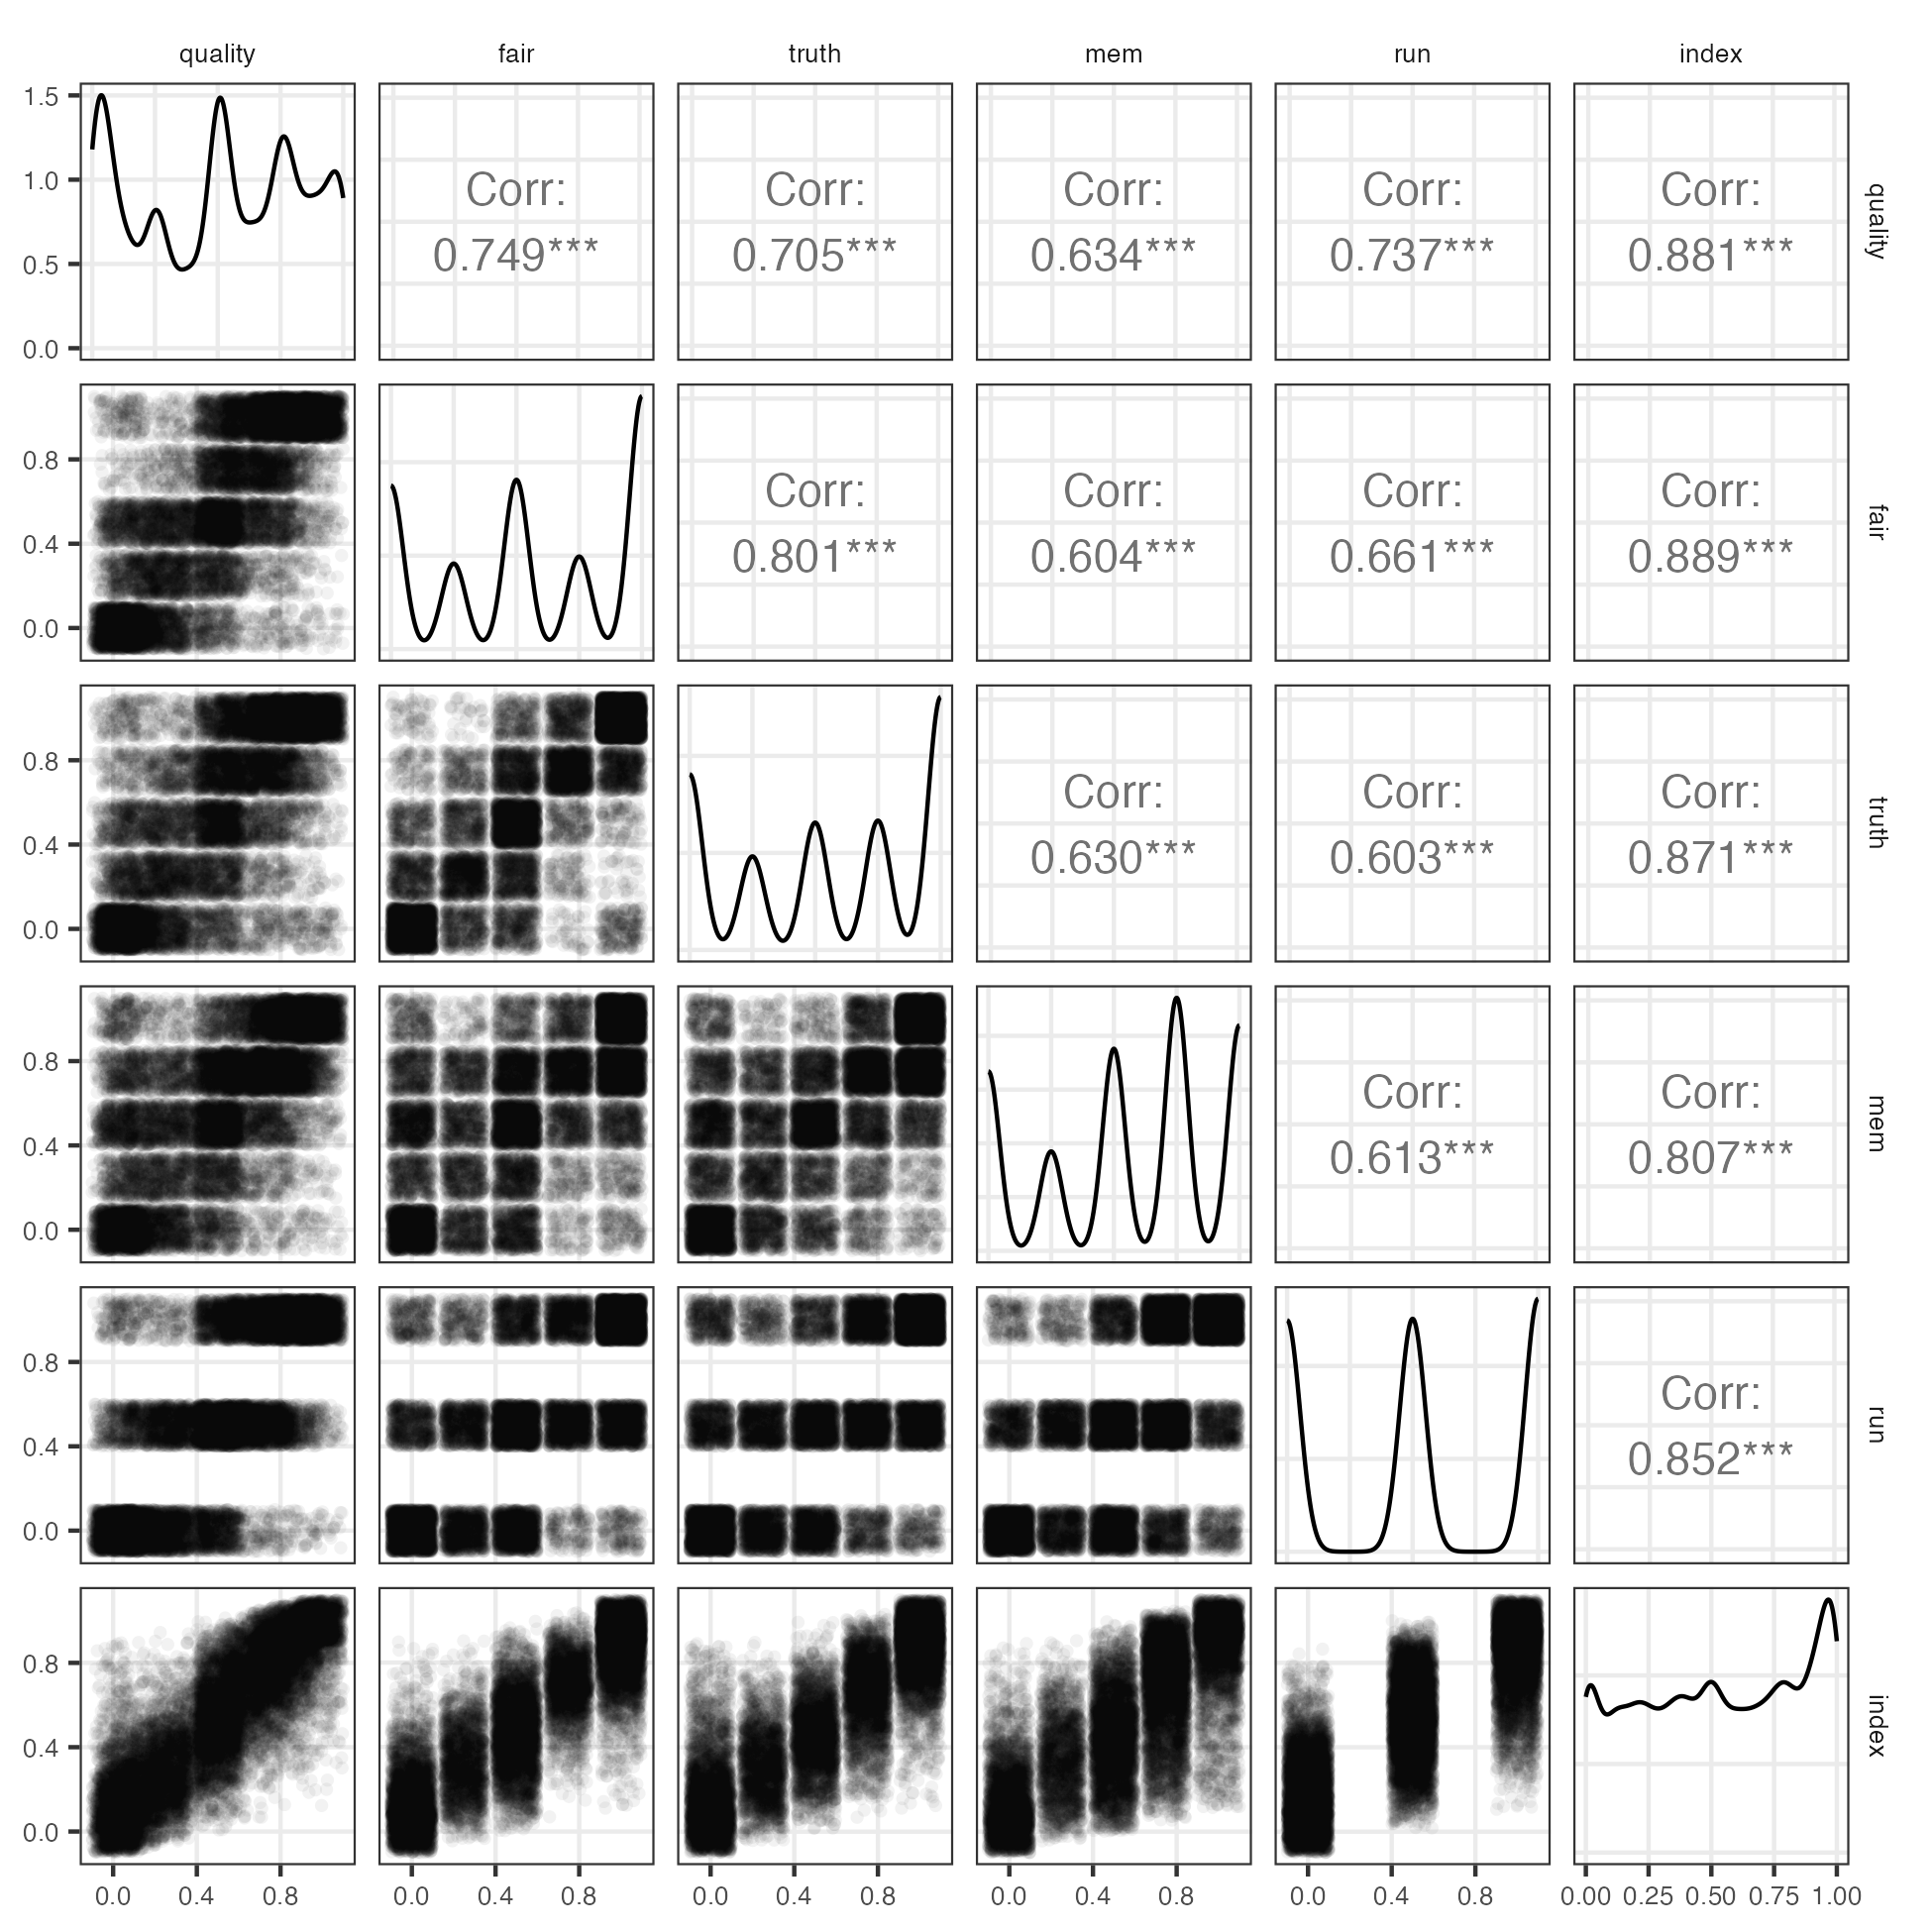 quality fair truth mem run index
1.5
1.0
0.5
0.0
Corr: Corr: Corr: Corr: Corr:
0.749*** 0.705*** 0.634*** 0.737*** 0.881***
quality
0.8
0.4
0.0
Corr: Corr: Corr: Corr:
0.801*** 0.604*** 0.661*** 0.889***
fair
0.8
0.4
0.0
Corr: Corr: Corr:
0.630*** 0.603*** 0.871***
truth
0.8
0.4
0.0
Corr: Corr:
0.613*** 0.807***
mem
0.8
0.4
0.0
Corr:
0.852***
run
0.8
0.4
0.0
index
0.0 0.4 0.8 0.0 0.4 0.8 0.0 0.4 0.8 0.0 0.4 0.8 0.0 0.4 0.8 0.00 0.25 0.50 0.75 1.00